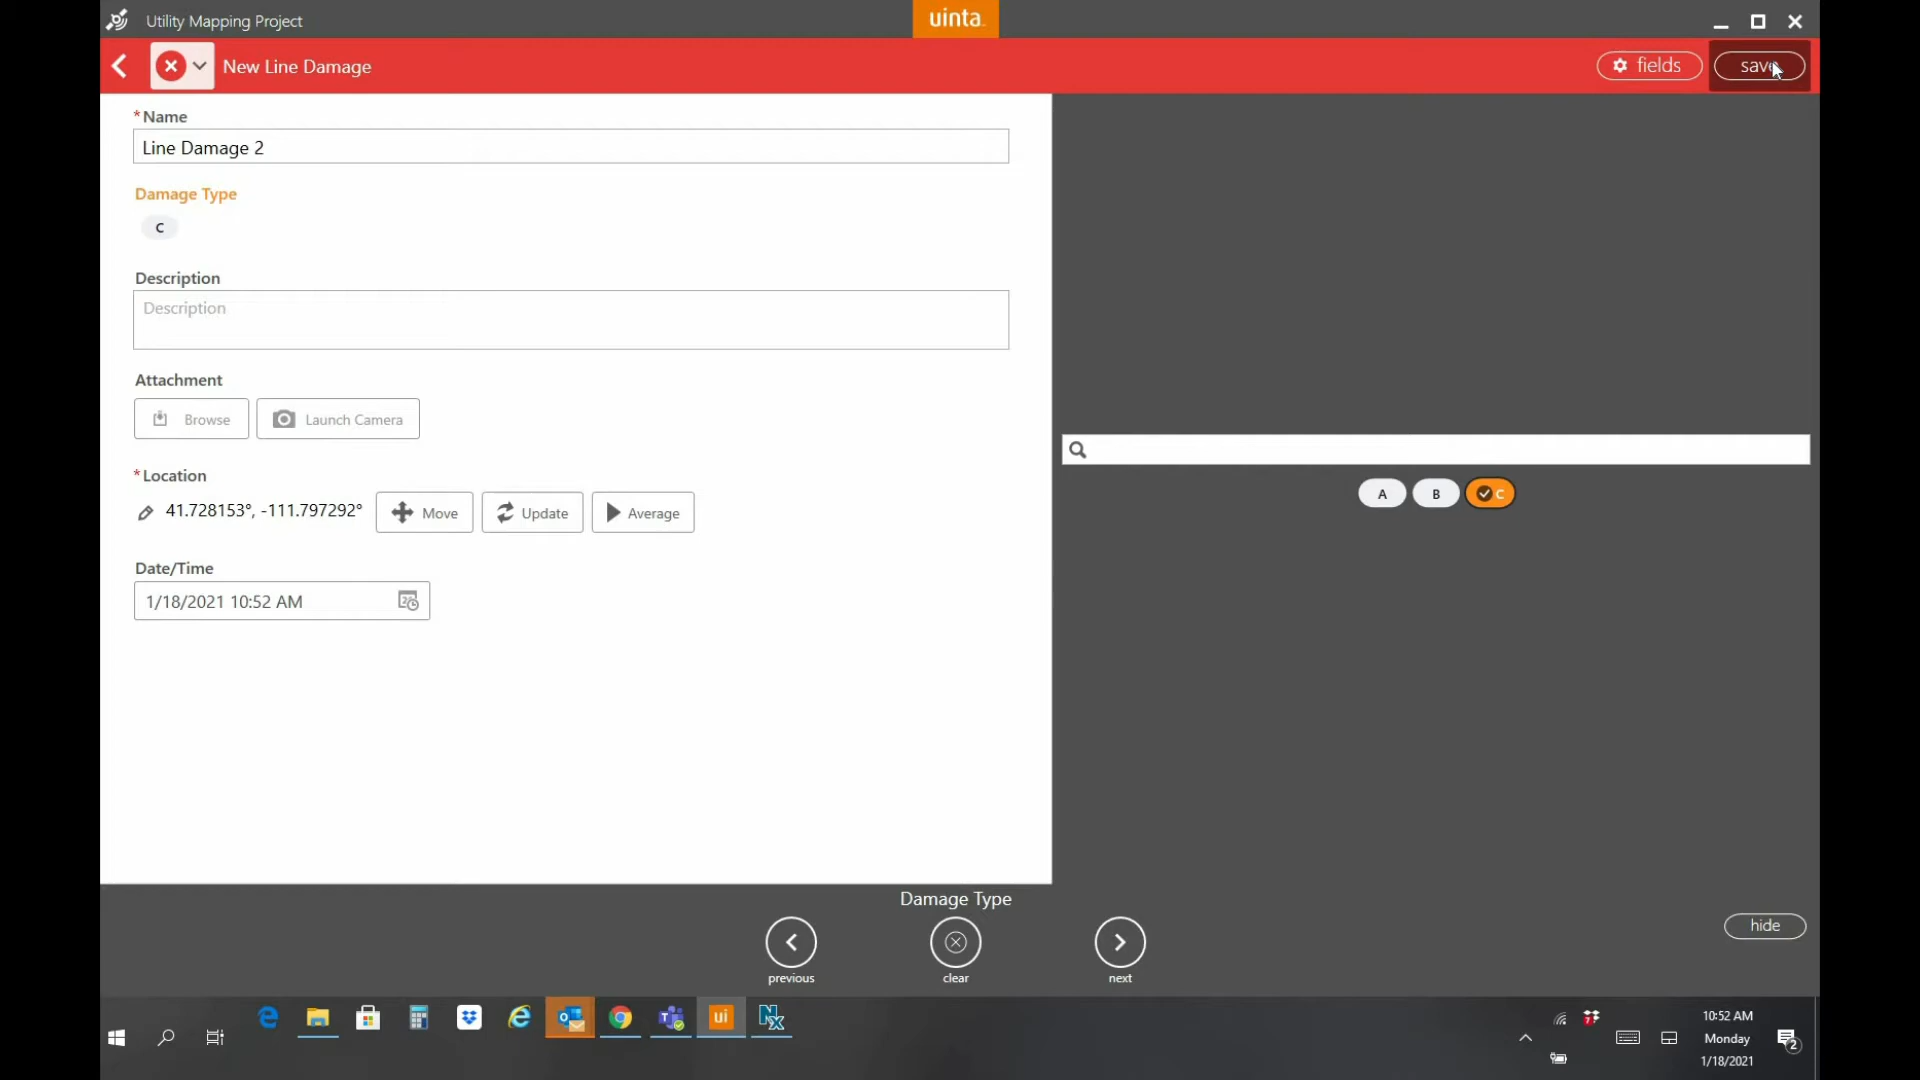 Utility Mapping Project
uinta
New Line Damage
fields
save
*Name
Line Damage 2
Damage Type
C
Description
Description
Attachment
Browse
Launch Camera
*Location
41.728153°, -111.797292°
Move
Update
Average
Date/Time
1/18/2021 10:52 AM
A
B
C
Damage Type
previous
clear
next
hide
ui
10:52 AM
Monday
1/18/2021
2